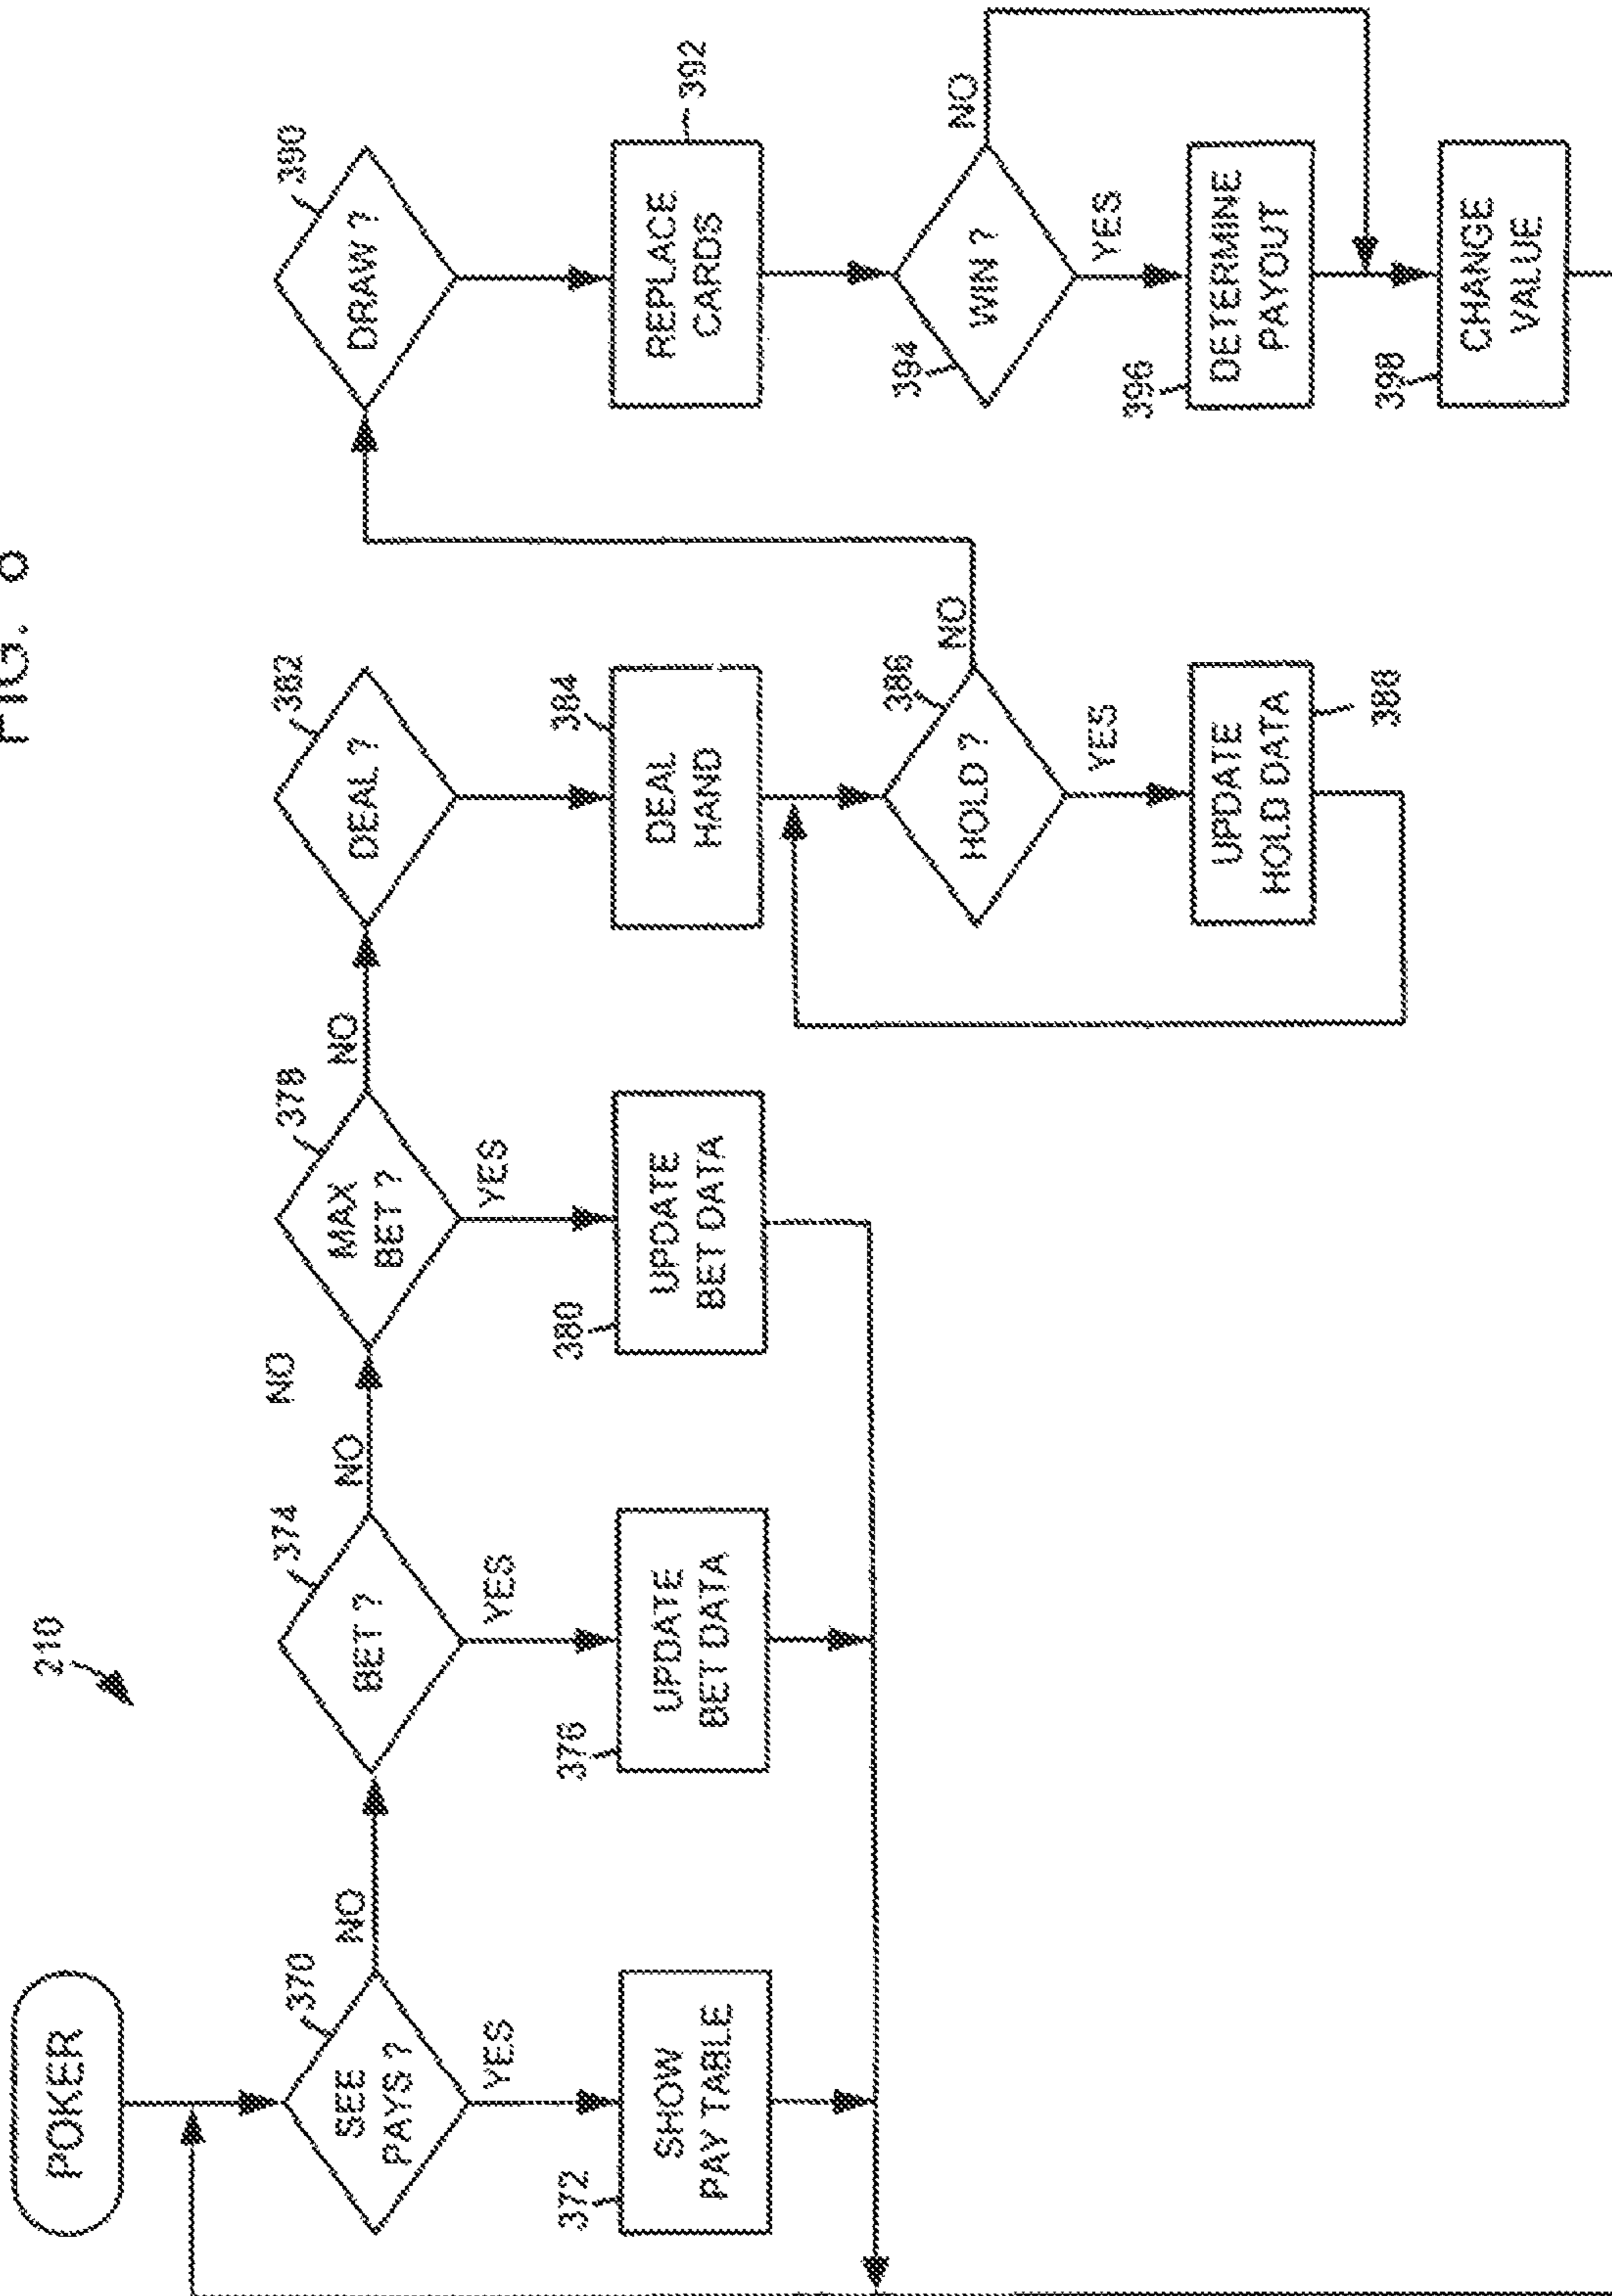 FIG.
210
POKER
370
SEE
PAYS ?
NO
YES
372
SHOW
PAY TABLE
374
BET ?
NO
NO
YES
376
UPDATE
BET DATA
378
MAX
BET ?
NO
YES
380
UPDATE
BET DATA
382
DEAL ?
384
DEAL
HAND
386
HOLD ?
NO
YES
388
UPDATE
HOLD DATA
390
DRAW ?
392
REPLACE
CARDS
394
WIN ?
NO
YES
396
DETERMINE
PAYOUT
398
CHANGE
VALUE